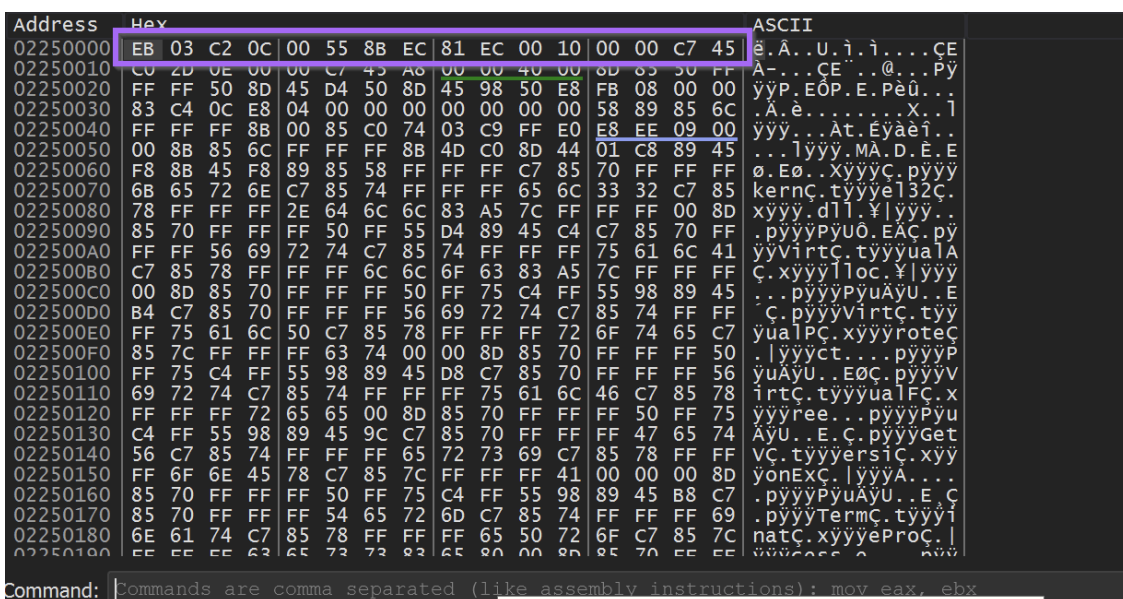 Address Hex ASCII
02250000 EB 03 C2 0C 00 55 8B EC 81 EC 00 10 00 00 C7 45 ë.Â..U.ì.ì....ÇE
02250010 C0 2D 0E 00 00 C7 45 A8 00 00 40 00 8D 85 50 FF À-...ÇE¨..@...Pÿ
02250020 FF FF 50 8D 45 D4 50 8D 45 98 50 E8 FB 08 00 00 ÿÿP.EÔP.E.Pèû...
02250030 83 C4 0C E8 04 00 00 00 00 00 00 00 58 89 85 6C .Ä.è........X..l
02250040 FF FF FF 8B 00 85 C0 74 03 C9 FF E0 E8 EE 09 00 ÿÿÿ...Àt.Éÿàèî..
02250050 00 8B 85 6C FF FF FF 8B 4D C0 8D 44 01 C8 89 45 ...lÿÿÿ.MÀ.D.È.E
02250060 F8 8B 45 F8 89 85 58 FF FF FF C7 85 70 FF FF FF ø.Eø..XÿÿÿÇ.pÿÿÿ
02250070 6B 65 72 6E C7 85 74 FF FF FF 65 6C 33 32 C7 85 kernÇ.tÿÿÿel32Ç.
02250080 78 FF FF FF 2E 64 6C 6C 83 A5 7C FF FF FF 00 8D xÿÿÿ.dll.¥|ÿÿÿ..
02250090 85 70 FF FF FF 50 FF 55 D4 89 45 C4 C7 85 70 FF .pÿÿÿPÿUÔ.EÄÇ.pÿ
022500A0 FF FF 56 69 72 74 C7 85 74 FF FF FF 75 61 6C 41 ÿÿVirtÇ.tÿÿÿualA
022500B0 C7 85 78 FF FF FF 6C 6C 6F 63 83 A5 7C FF FF FF Ç.xÿÿÿlloc.¥|ÿÿÿ
022500C0 00 8D 85 70 FF FF FF 50 FF 75 C4 FF 55 98 89 45 ...pÿÿÿPÿuÄÿU..E
022500D0 B4 C7 85 70 FF FF FF 56 69 72 74 C7 85 74 FF FF ´Ç.pÿÿÿVirtÇ.tÿÿ
022500E0 FF 75 61 6C 50 C7 85 78 FF FF FF 72 6F 74 65 C7 ÿualPÇ.xÿÿÿroteÇ
022500F0 85 7C FF FF FF 63 74 00 00 8D 85 70 FF FF FF 50 .|ÿÿÿct....pÿÿÿP
02250100 FF 75 C4 FF 55 98 89 45 D8 C7 85 70 FF FF FF 56 ÿuÄÿU..EØÇ.pÿÿÿV
02250110 69 72 74 C7 85 74 FF FF FF 75 61 6C 46 C7 85 78 irtÇ.tÿÿÿualFÇ.x
02250120 FF FF FF 72 65 65 00 8D 85 70 FF FF FF 50 FF 75 ÿÿÿree...pÿÿÿPÿu
02250130 C4 FF 55 98 89 45 9C C7 85 70 FF FF FF 47 65 74 ÄÿU..E.Ç.pÿÿÿGet
02250140 56 C7 85 74 FF FF FF 65 72 73 69 C7 85 78 FF FF VÇ.tÿÿÿersiÇ.xÿÿ
02250150 FF 6F 6E 45 78 C7 85 7C FF FF FF 41 00 00 00 8D ÿonExÇ.|ÿÿÿA....
02250160 85 70 FF FF FF 50 FF 75 C4 FF 55 98 89 45 B8 C7 .pÿÿÿPÿuÄÿU..E¸Ç
02250170 85 70 FF FF FF 54 65 72 6D C7 85 74 FF FF FF 69 .pÿÿÿTermÇ.tÿÿÿi
02250180 6E 61 74 C7 85 78 FF FF FF 65 50 72 6F C7 85 7C natÇ.xÿÿÿeProÇ.|
02250190 FF FF FF 63 65 73 73 83 65 80 00 8D 85 70 FF FF ÿÿÿcess.e....pÿÿ
Command: Commands are comma separated (like assembly instructions): mov eax, ebx